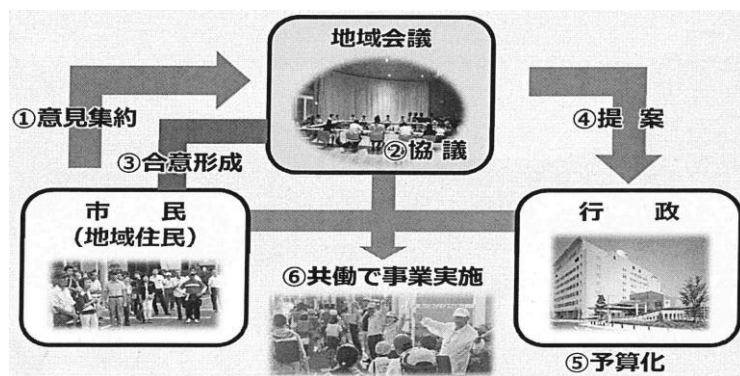 地域会議
①意見集約
②協議
③合意形成
④提 案
市 民
(地域住民)
行 政
⑥共働で事業実施
⑤予算化